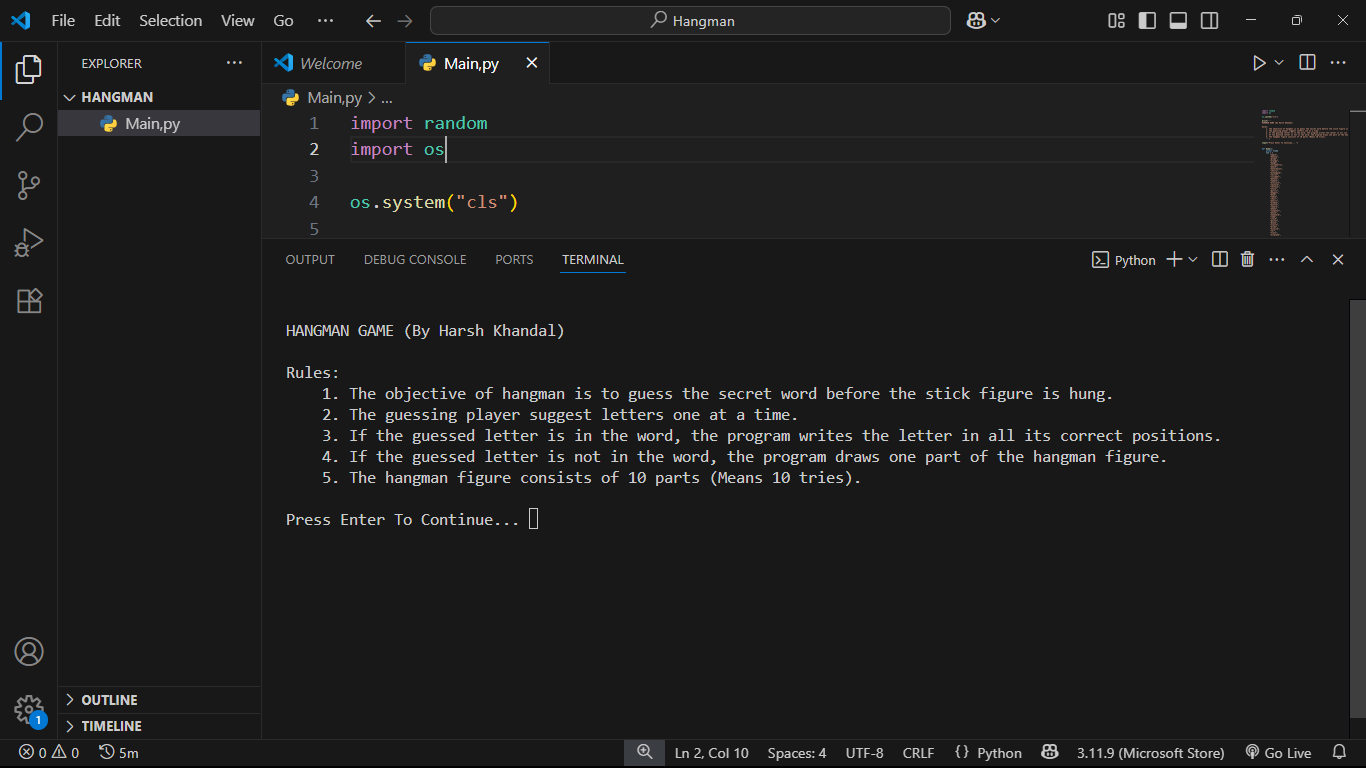 File Edit Selection View Go ... Hangman
EXPLORER ...
HANGMAN
Main,py
Welcome Main,py
Main,py > ...
1 import random
2 import os
3
4 os.system("cls")
5
OUTPUT DEBUG CONSOLE PORTS TERMINAL Python
HANGMAN GAME (By Harsh Khandal)
Rules:
1. The objective of hangman is to guess the secret word before the stick figure is hung.
2. The guessing player suggest letters one at a time.
3. If the guessed letter is in the word, the program writes the letter in all its correct positions.
4. If the guessed letter is not in the word, the program draws one part of the hangman figure.
5. The hangman figure consists of 10 parts (Means 10 tries).
Press Enter To Continue...
OUTLINE
TIMELINE
1
0 0 5m Ln 2, Col 10 Spaces: 4 UTF-8 CRLF {} Python 3.11.9 (Microsoft Store) Go Live